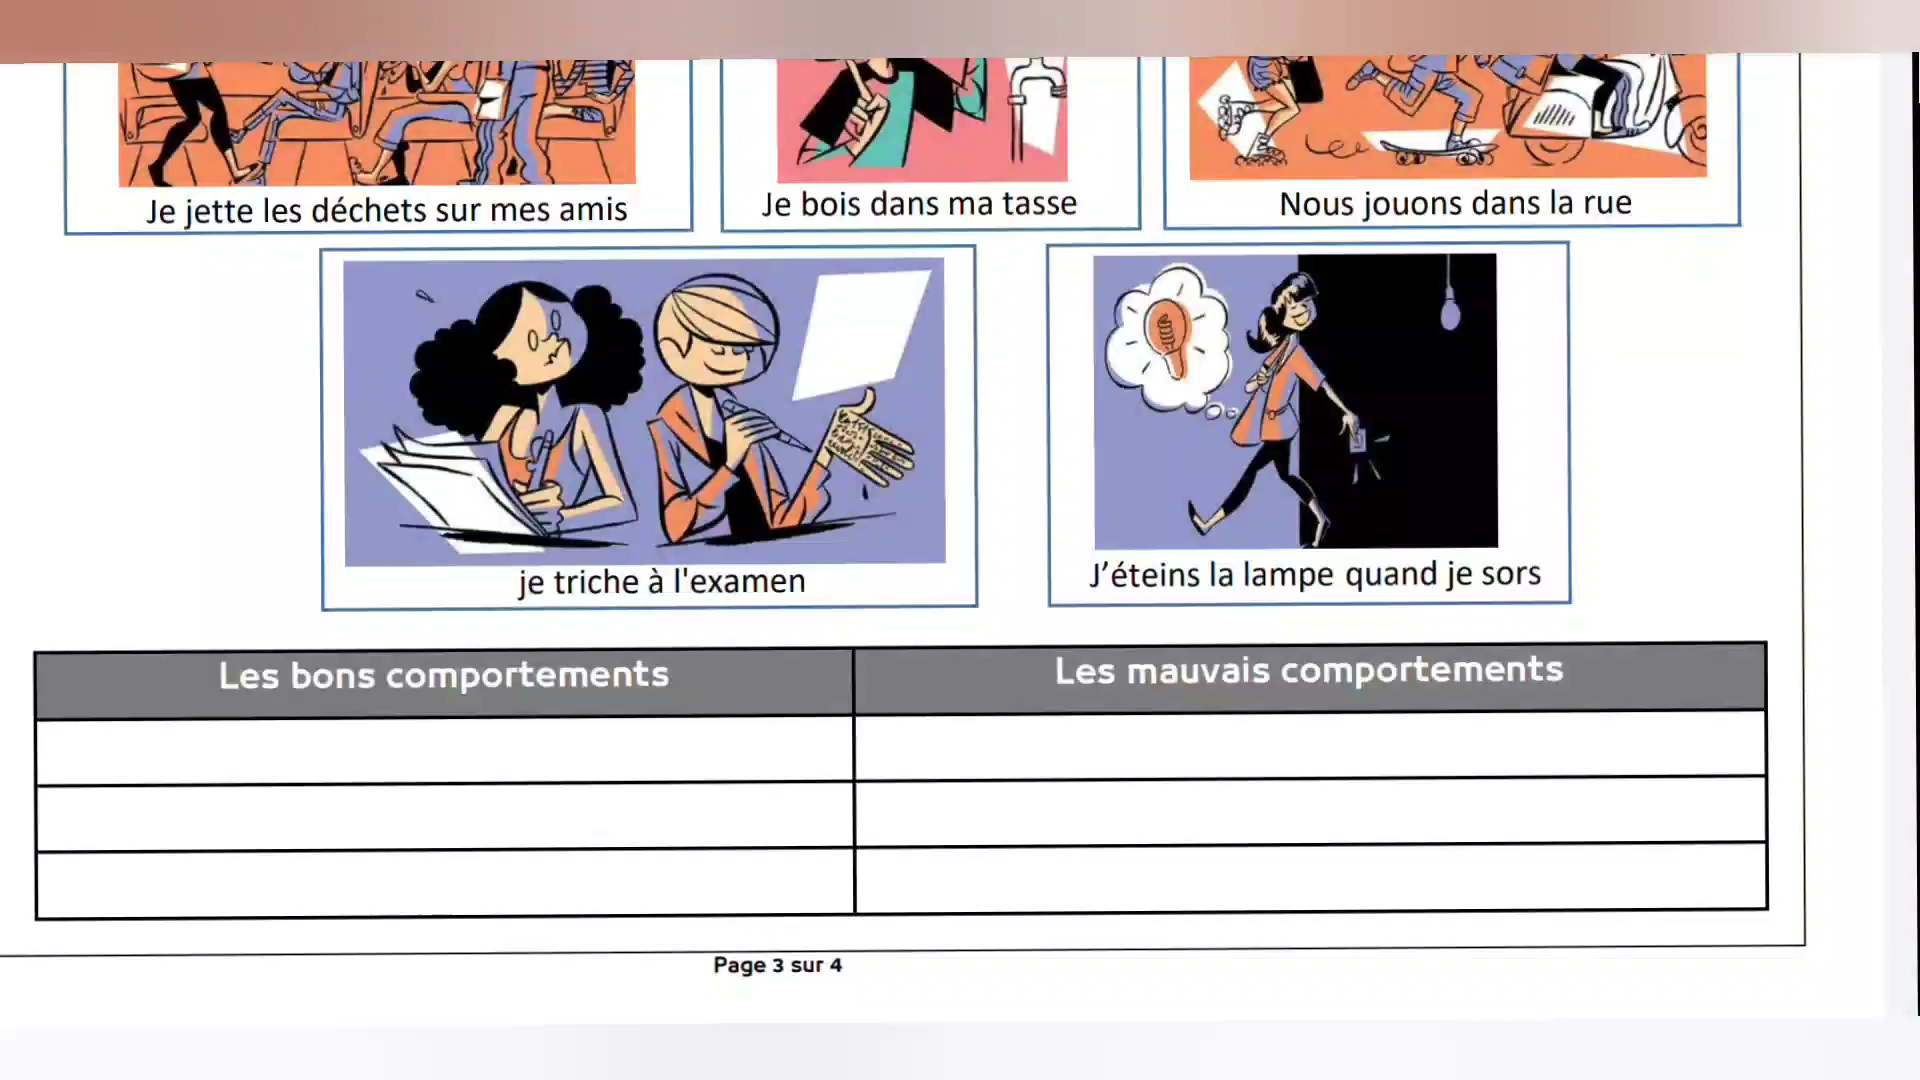 Je jette les déchets sur mes amis
Je bois dans ma tasse
Nous jouons dans la rue
je triche à l'examen
J’éteins la lampe quand je sors
Les bons comportements
Les mauvais comportements
Page 3 sur 4